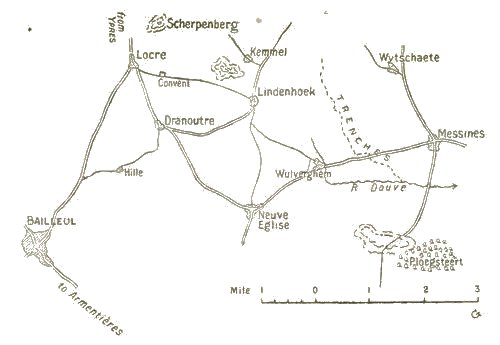 from YPRES
Scherpenberg
Locre
Kemmel
Wytschaete
Convent
Lindenhoek
TRENCHES
Dranoutre
Messines
Hille
Wulverghem
R Douve
BAILLEUL
Neuve
Eglise
Ploegsteert
to Armentières
Mile 1 0 1 2 3
G